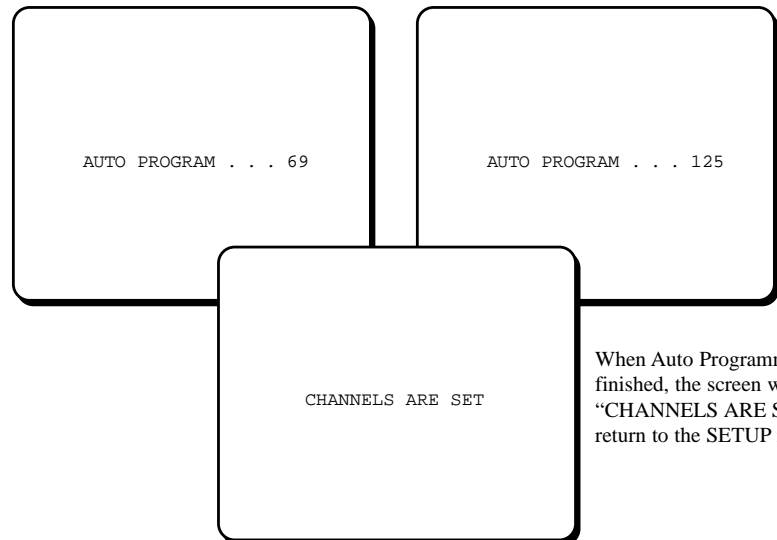 AUTO PROGRAM . . . 69
AUTO PROGRAM . . . 125
CHANNELS ARE SET
When Auto
finished, the screen
“CHANNELS ARE
return to the SETUP